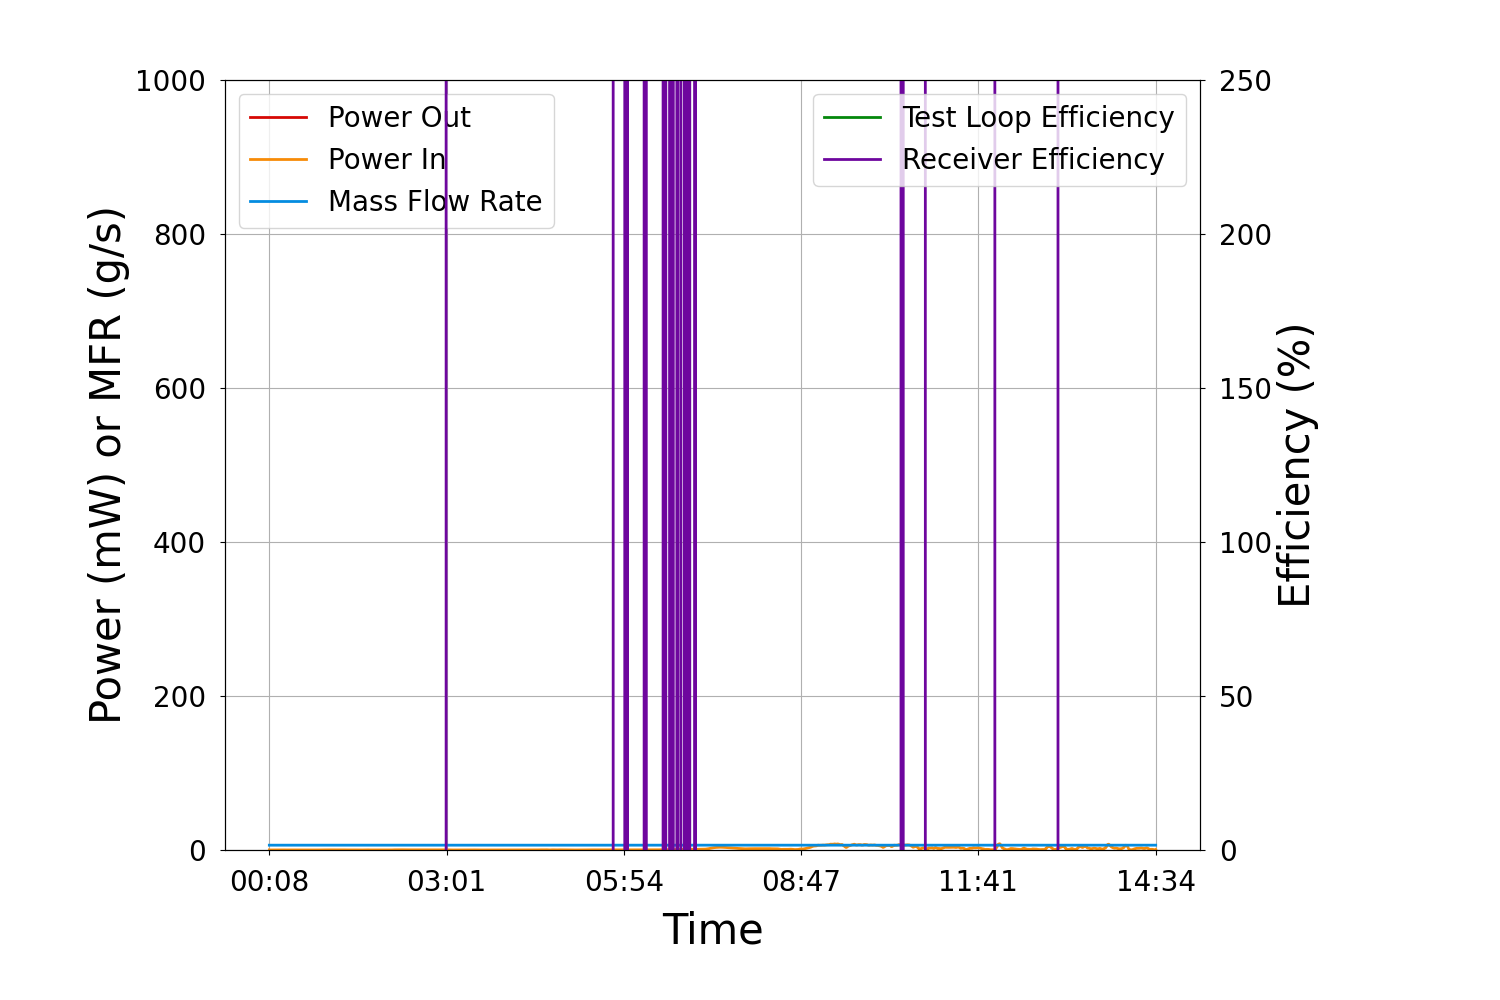 1000
800
600
400
200
0
Power (mW) or MFR (g/s)
Power Out
Power In
Mass Flow Rate
Test Loop Efficiency
Receiver Efficiency
250
200
150
100
50
0
Efficiency (%)
00:08 03:01 05:54 08:47 11:41 14:34
Time